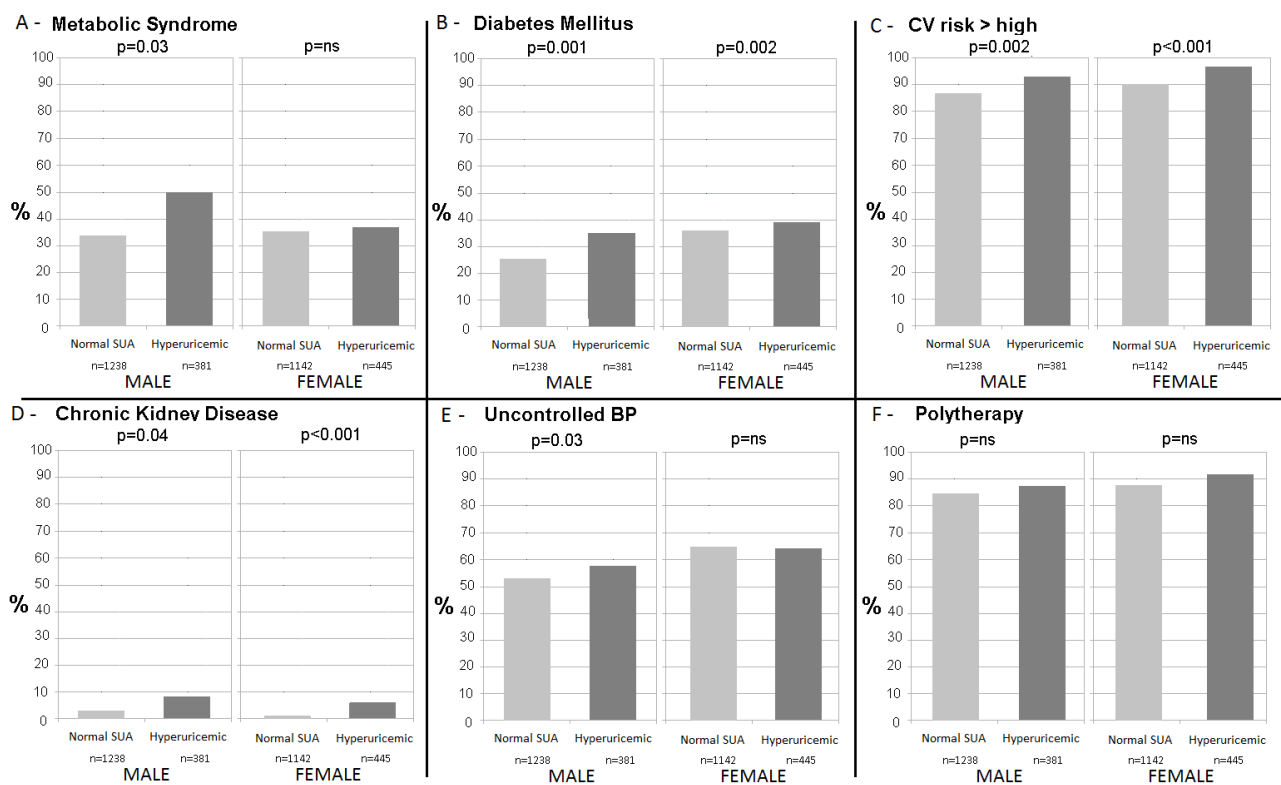 A - Metabolic Syndrome
p=0.03 p=ns
100
90
80
70
60
50
40
30
20
10
0
%
Normal SUA Hyperuricemic Normal SUA Hyperuricemic
n=1238 n=381 n=1142 n=445
MALE FEMALE
B - Diabetes Mellitus
p=0.001 p=0.002
100
90
80
70
60
50
40
30
20
10
0
%
Normal SUA Hyperuricemic Normal SUA Hyperuricemic
n=1238 n=381 n=1142 n=445
MALE FEMALE
C - CV risk > high
p=0.002 p<0.001
100
90
80
70
60
50
40
30
20
10
0
%
Normal SUA Hyperuricemic Normal SUA Hyperuricemic
n=1238 n=381 n=1142 n=445
MALE FEMALE
D - Chronic Kidney Disease
p=0.04 p<0.001
100
90
80
70
60
50
40
30
20
10
0
%
Normal SUA Hyperuricemic Normal SUA Hyperuricemic
n=1238 n=381 n=1142 n=445
MALE FEMALE
E - Uncontrolled BP
p=0.03 p=ns
100
90
80
70
60
50
40
30
20
10
0
%
Normal SUA Hyperuricemic Normal SUA Hyperuricemic
n=1238 n=381 n=1142 n=445
MALE FEMALE
F - Polytherapy
p=ns p=ns
100
90
80
70
60
50
40
30
20
10
0
%
Normal SUA Hyperuricemic Normal SUA Hyperuricemic
n=1238 n=381 n=1142 n=445
MALE FEMALE